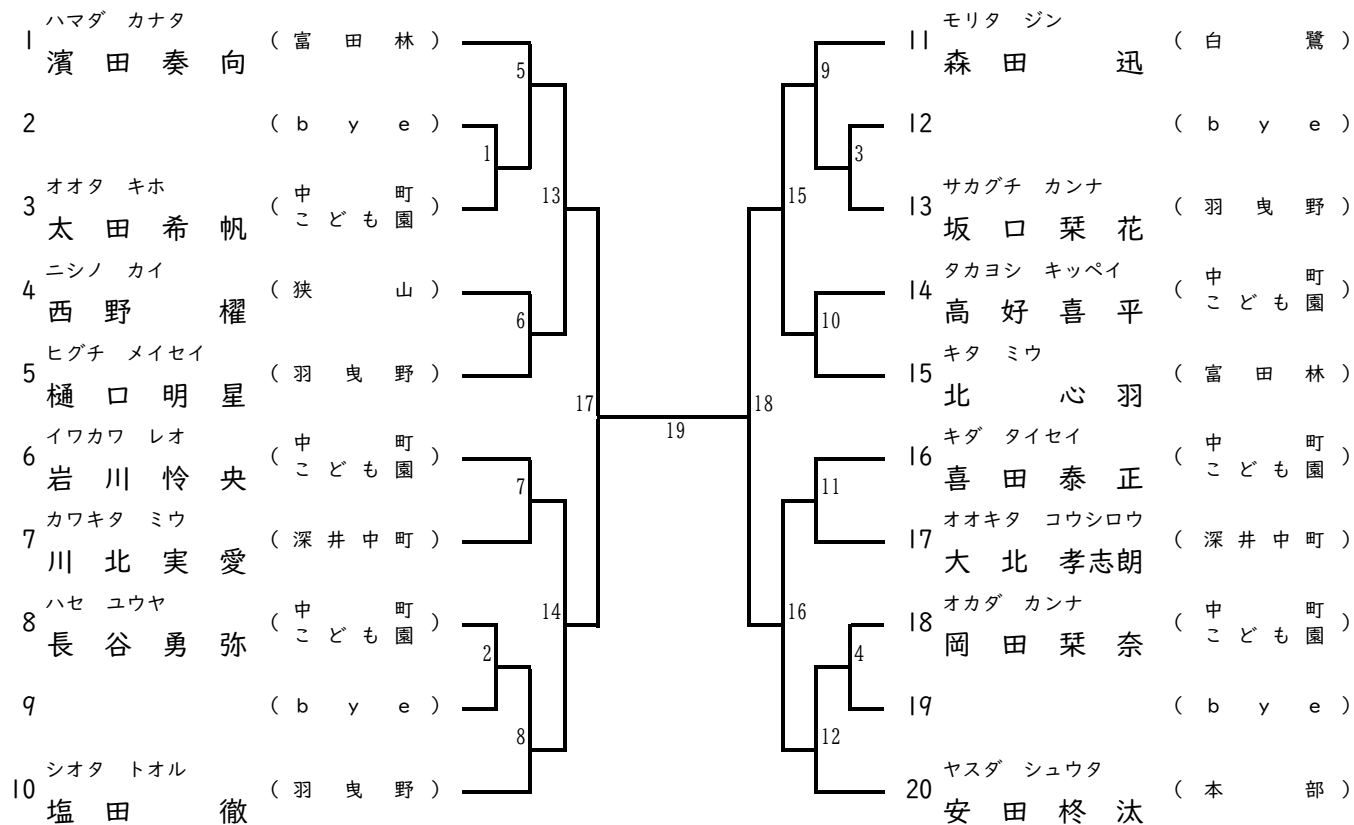 ハマダ カナタ
1 濱田奏向 (富田林)
2 (bye)
オオタ キホ
3 太田希帆 (中町こども園)
ニシノ カイ
4 西野 櫂 (狭山)
ヒグチ メイセイ
5 樋口明星 (羽曳野)
イワカワ レオ
6 岩川怜央 (中町こども園)
カワキタ ミウ
7 川北実愛 (深井中町)
ハセ ユウヤ
8 長谷勇弥 (中町こども園)
9 (bye)
シオタ トオル
10 塩田 徹 (羽曳野)
5
1
13
6
17
7
14
2
8
19
9
3
15
10
18
11
16
4
12
モリタ ジン
11 森田 迅 (白鷺)
12 (bye)
サカグチ カンナ
13 坂口栞花 (羽曳野)
タカヨシ キッペイ
14 高好喜平 (中町こども園)
キタ ミウ
15 北 心羽 (富田林)
キダ タイセイ
16 喜田泰正 (中町こども園)
オオキタ コウシロウ
17 大北孝志朗 (深井中町)
オカダ カンナ
18 岡田栞奈 (中町こども園)
19 (bye)
ヤスダ シュウタ
20 安田柊汰 (本部)